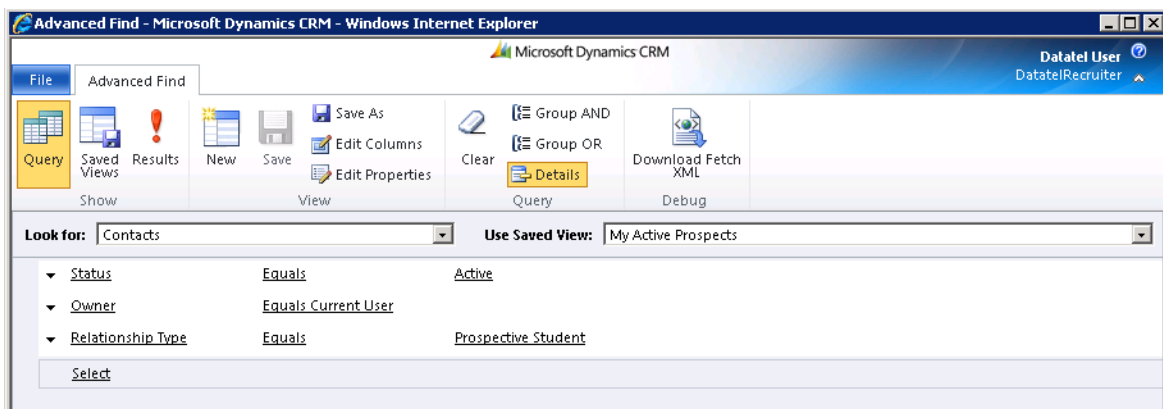 Advanced Find - Microsoft Dynamics CRM - Windows Internet Explorer
Microsoft Dynamics CRM
Datatel User
DatatelRecruiter
File Advanced Find
Query
Saved Views
Results
New
Save
Save As
Edit Columns
Edit Properties
Clear
Group AND
Group OR
Details
Download Fetch
XML
Show View Query Debug
Look for: Contacts Use Saved View: My Active Prospects
Status Equals Active
Owner Equals Current User
Relationship Type Equals Prospective Student
Select